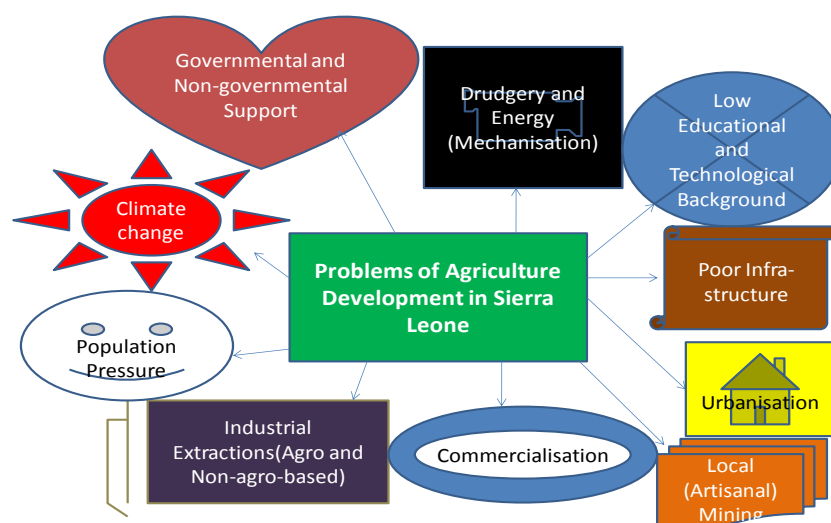 Governmental and
Non-governmental
Support
Drudgery and
Energy
(Mechanisation)
Low
Educational
and
Technological
Background
Climate
change
Problems of Agriculture
Development in Sierra
Leone
Poor Infra-
structure
Population
Pressure
Urbanisation
Industrial
Extractions(Agro and
Non-agro-based)
Commercialisation
Local
(Artisanal)
Mining